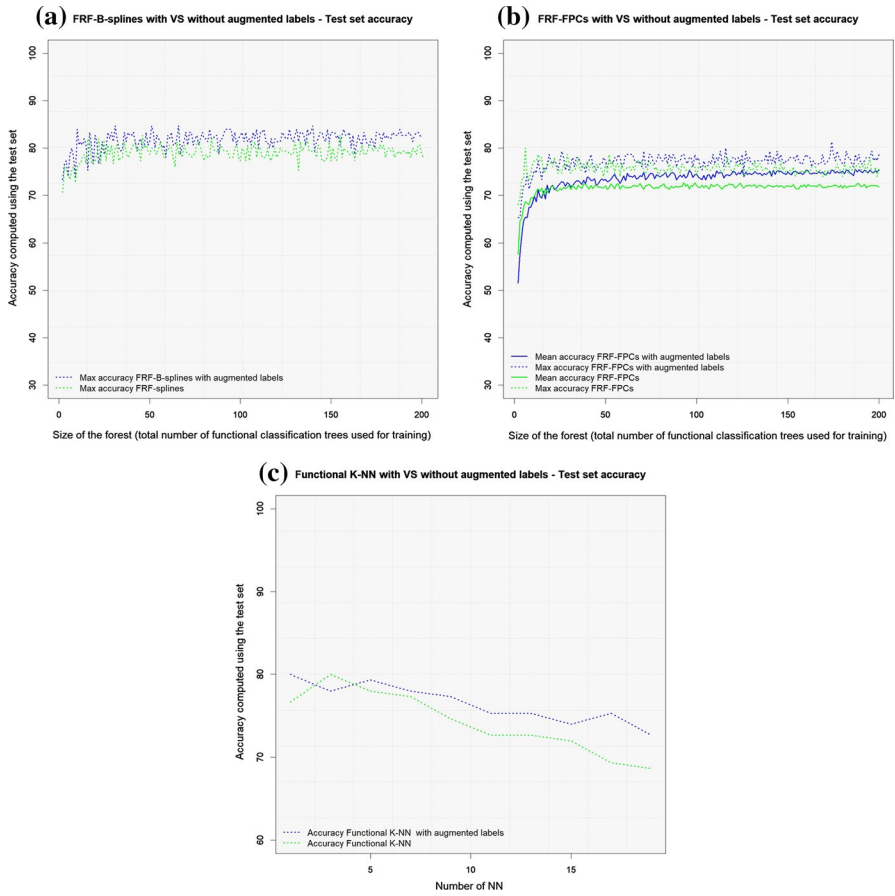 (a) FRF-B-splines with VS without augmented labels - Test set accuracy
Accuracy computed using the test set
100
90
80
70
60
50
40
30
Max accuracy FRF-B-splines with augmented labels
Max accuracy FRF-splines
0 50 100 150 200
Size of the forest (total number of functional classification trees used for training)
(b) FRF-FPCs with VS without augmented labels - Test set accuracy
Accuracy computed using the test set
100
90
80
70
60
50
40
30
Mean accuracy FRF-FPCs with augmented labels
Max accuracy FRF-FPCs with augmented labels
Mean accuracy FRF-FPCs
Max accuracy FRF-FPCs
0 50 100 150 200
Size of the forest (total number of functional classification trees used for training)
(c) Functional K-NN with VS without augmented labels - Test set accuracy
Accuracy computed using the test set
100
90
80
70
60
Accuracy Functional K-NN with augmented labels
Accuracy Functional K-NN
5 10 15
Number of NN